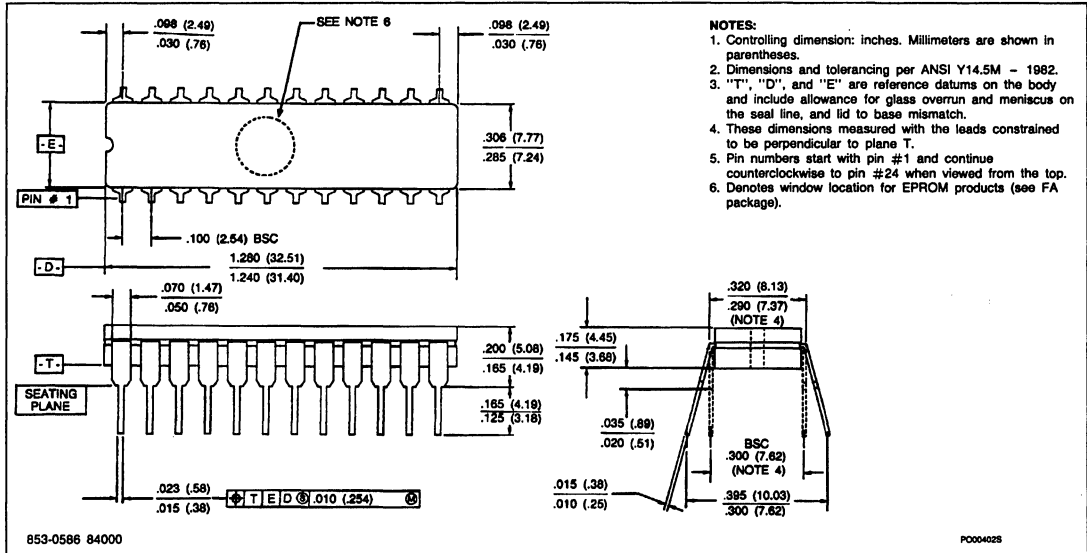 .098 (2.49)
.030 (.76)
SEE NOTE 6
.098 (2.49)
.030 (.76)
-E-
.306 (7.77)
.285 (7.24)
PIN # 1
.100 (2.54) BSC
-D-
1.280 (32.51)
1.240 (31.40)
.070 (1.47)
.050 (.76)
-T-
SEATING
PLANE
.200 (5.08)
.165 (4.19)
.165 (4.19)
.125 (3.18)
.023 (.58)
.015 (.38)
⌖ T E D Ⓢ .010 (.254) Ⓜ
853-0586 84000
NOTES:
1. Controlling dimension: inches. Millimeters are shown in
parentheses.
2. Dimensions and tolerancing per ANSI Y14.5M - 1982.
3. "T", "D", and "E" are reference datums on the body
and include allowance for glass overrun and meniscus on
the seal line, and lid to base mismatch.
4. These dimensions measured with the leads constrained
to be perpendicular to plane T.
5. Pin numbers start with pin #1 and continue
counterclockwise to pin #24 when viewed from the top.
6. Denotes window location for EPROM products (see FA
package).
.320 (8.13)
.290 (7.37)
(NOTE 4)
.175 (4.45)
.145 (3.68)
.035 (.89)
.020 (.51)
BSC
.300 (7.62)
(NOTE 4)
.015 (.38)
.010 (.25)
.395 (10.03)
.300 (7.62)
PO00402S